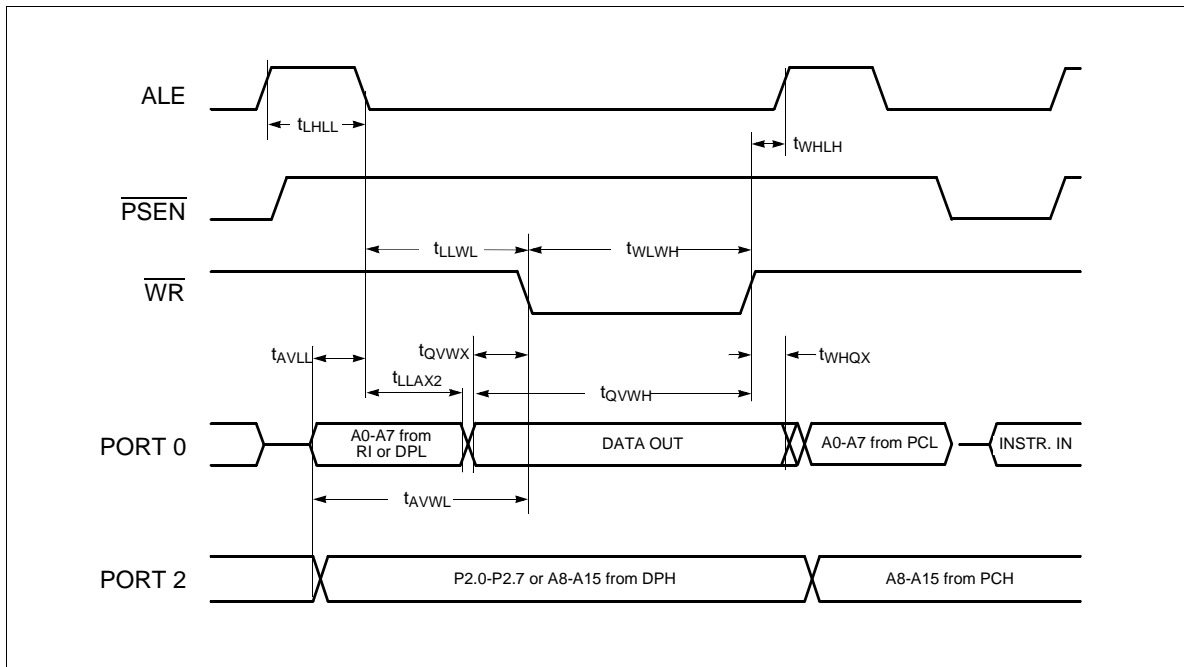 ALE
tLHLL
tWHLH
PSEN
tLLWL
tWLWH
WR
tAVLL
tQVWX
tWHQX
tLLAX2
tQVWH
PORT 0
A0-A7 from
RI or DPL
DATA OUT
A0-A7 from PCL
INSTR. IN
tAVWL
PORT 2
P2.0-P2.7 or A8-A15 from DPH
A8-A15 from PCH